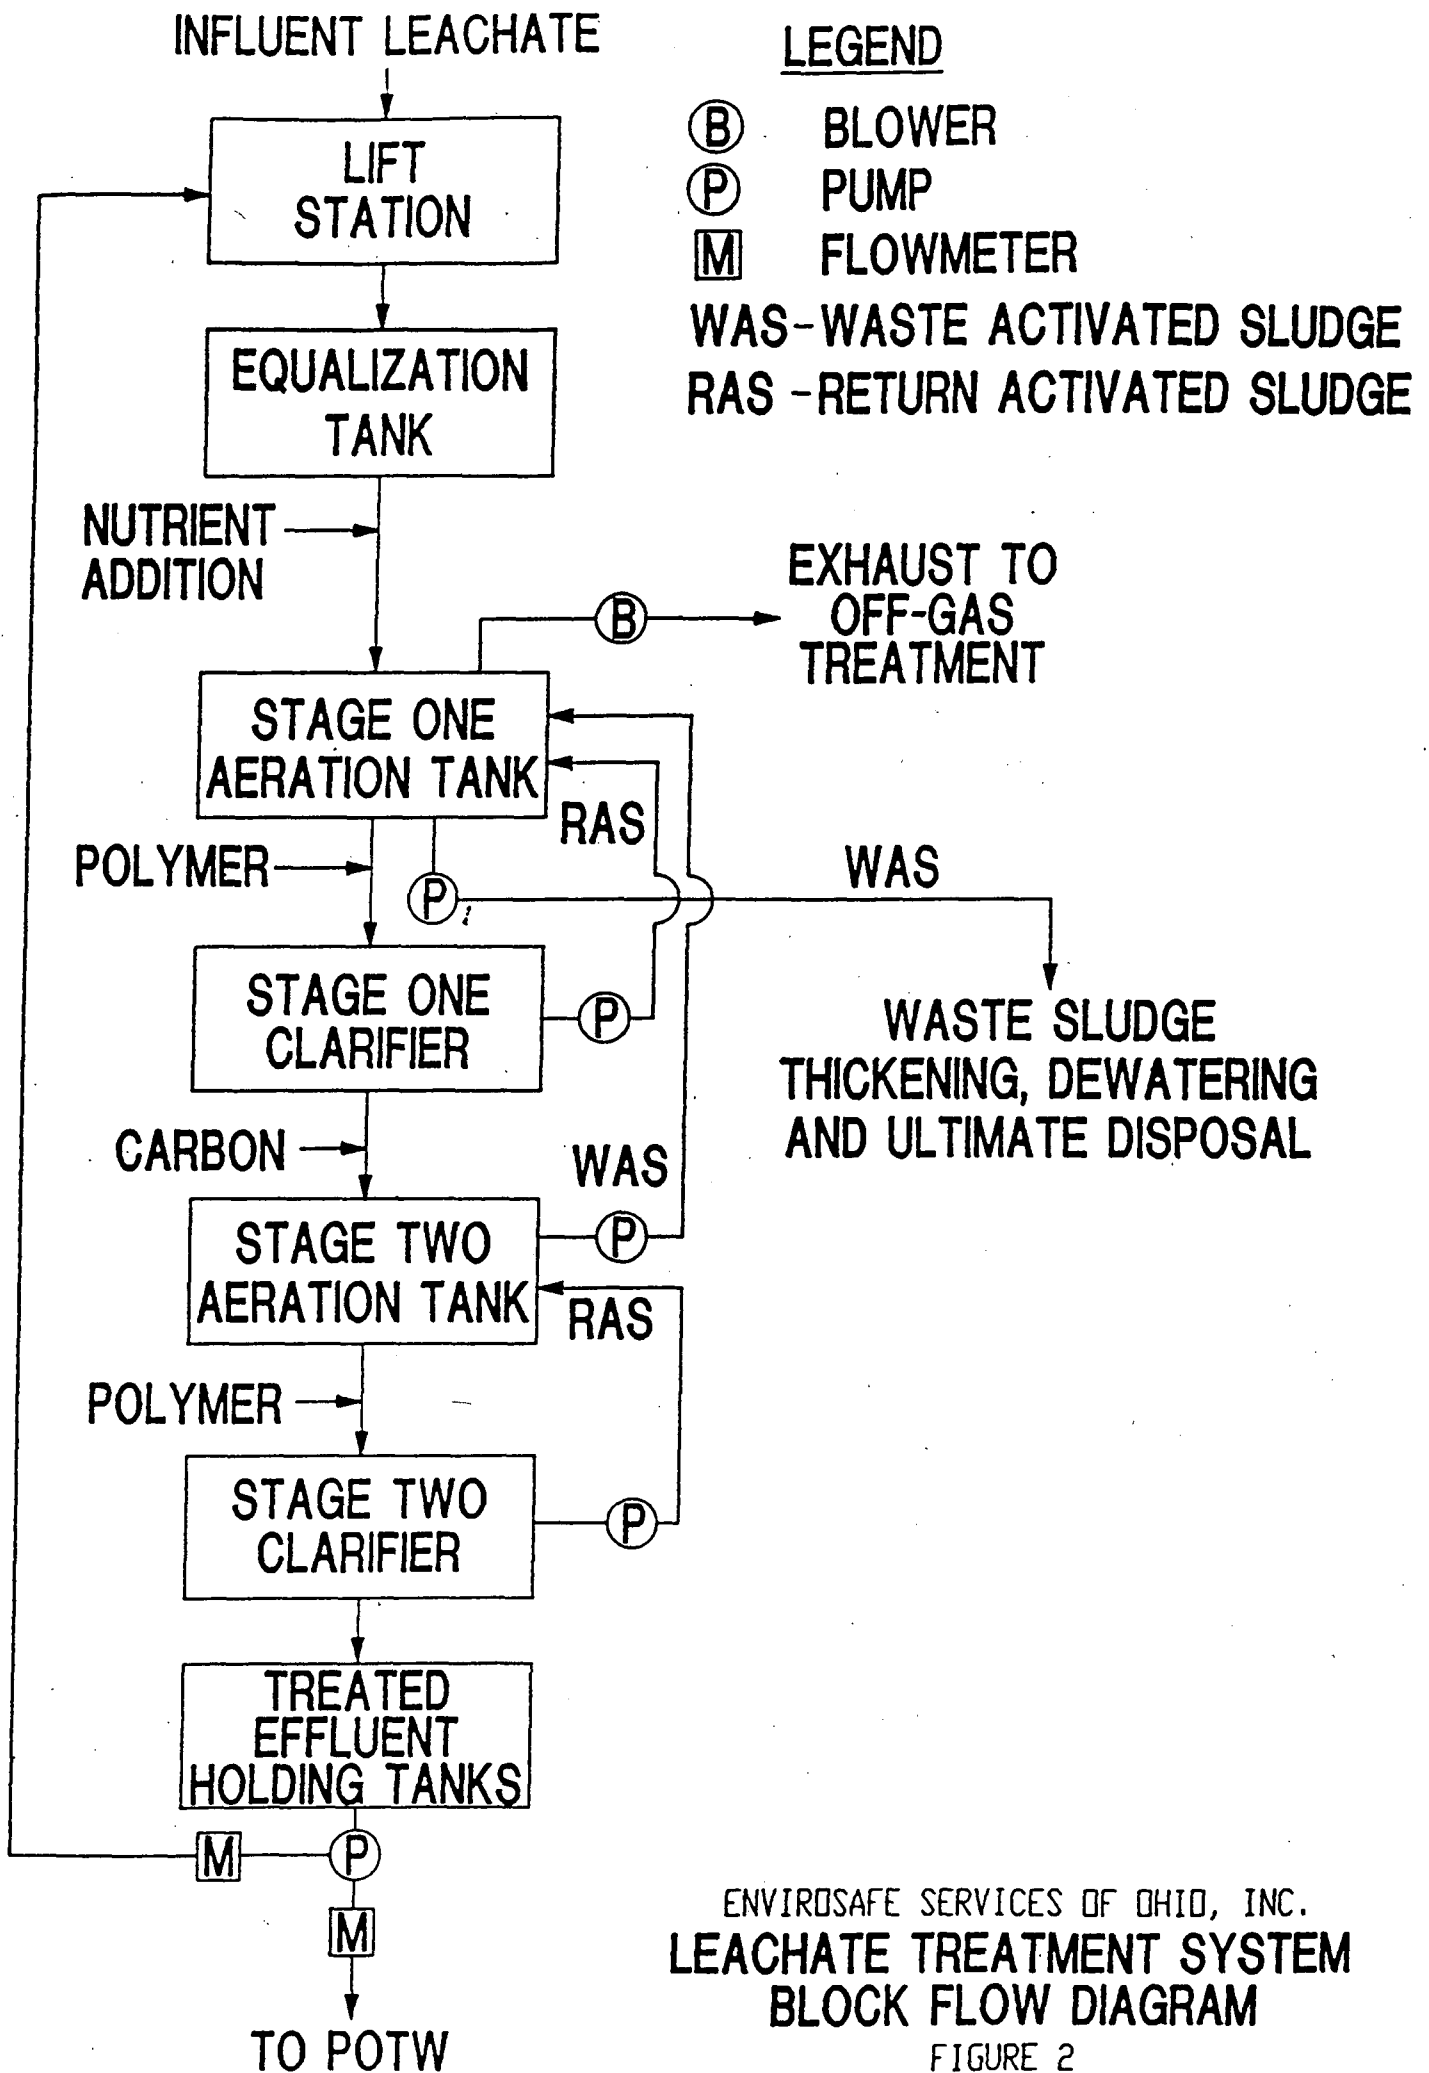 INFLUENT LEACHATE
LEGEND
B BLOWER
P PUMP
M FLOWMETER
WAS-WASTE ACTIVATED SLUDGE
RAS-RETURN ACTIVATED SLUDGE
LIFT
STATION
EQUALIZATION
TANK
NUTRIENT
ADDITION
B
EXHAUST TO
OFF-GAS
TREATMENT
STAGE ONE
AERATION TANK
RAS
POLYMER
P
WAS
STAGE ONE
CLARIFIER
P
WASTE SLUDGE
THICKENING, DEWATERING
AND ULTIMATE DISPOSAL
CARBON
WAS
STAGE TWO
AERATION TANK
P
RAS
POLYMER
STAGE TWO
CLARIFIER
P
TREATED
EFFLUENT
HOLDING TANKS
M
P
M
TO POTW
ENVIROSAFE SERVICES OF OHIO, INC.
LEACHATE TREATMENT SYSTEM
BLOCK FLOW DIAGRAM
FIGURE 2